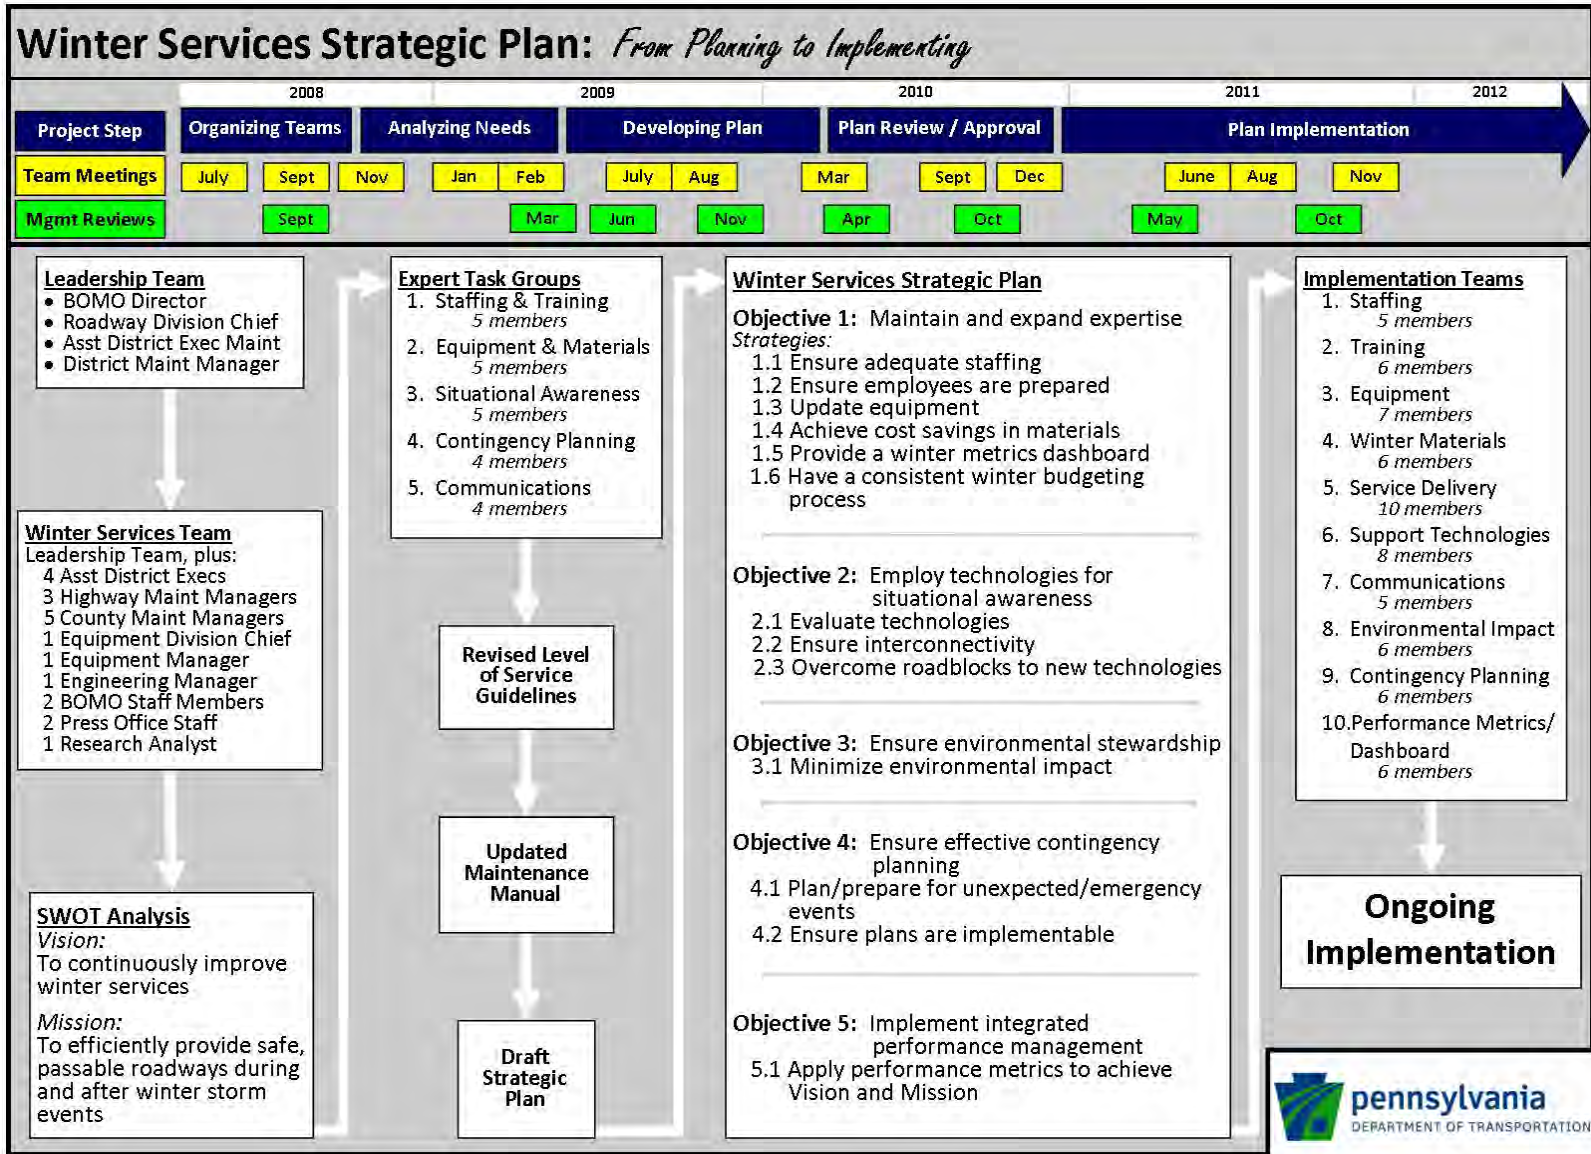 Winter Services Strategic Plan: From Planning to Implementing
2008 2009 2010 2011 2012
Project Step Organizing Teams Analyzing Needs Developing Plan Plan Review / Approval Plan Implementation
Team Meetings July Sept Nov Jan Feb July Aug Mar Sept Dec June Aug Nov
Mgmt Reviews Sept Mar Jun Nov Apr Oct May Oct
Leadership Team
• BOMO Director
• Roadway Division Chief
• Asst District Exec Maint
• District Maint Manager
Winter Services Team
Leadership Team, plus:
4 Asst District Execs
3 Highway Maint Managers
5 County Maint Managers
1 Equipment Division Chief
1 Equipment Manager
1 Engineering Manager
2 BOMO Staff Members
2 Press Office Staff
1 Research Analyst
SWOT Analysis
Vision:
To continuously improve
winter services
Mission:
To efficiently provide safe,
passable roadways during
and after winter storm
events
Expert Task Groups
1. Staffing & Training
5 members
2. Equipment & Materials
5 members
3. Situational Awareness
5 members
4. Contingency Planning
4 members
5. Communications
4 members
Revised Level
of Service
Guidelines
Updated
Maintenance
Manual
Draft
Strategic
Plan
Winter Services Strategic Plan
Objective 1: Maintain and expand expertise
Strategies:
1.1 Ensure adequate staffing
1.2 Ensure employees are prepared
1.3 Update equipment
1.4 Achieve cost savings in materials
1.5 Provide a winter metrics dashboard
1.6 Have a consistent winter budgeting
process
Objective 2: Employ technologies for
situational awareness
2.1 Evaluate technologies
2.2 Ensure interconnectivity
2.3 Overcome roadblocks to new technologies
Objective 3: Ensure environmental stewardship
3.1 Minimize environmental impact
Objective 4: Ensure effective contingency
planning
4.1 Plan/prepare for unexpected/emergency
events
4.2 Ensure plans are implementable
Objective 5: Implement integrated
performance management
5.1 Apply performance metrics to achieve
Vision and Mission
Implementation Teams
1. Staffing
5 members
2. Training
6 members
3. Equipment
7 members
4. Winter Materials
6 members
5. Service Delivery
10 members
6. Support Technologies
8 members
7. Communications
5 members
8. Environmental Impact
6 members
9. Contingency Planning
6 members
10.Performance Metrics/
Dashboard
6 members
Ongoing
Implementation
pennsylvania
DEPARTMENT OF TRANSPORTATION